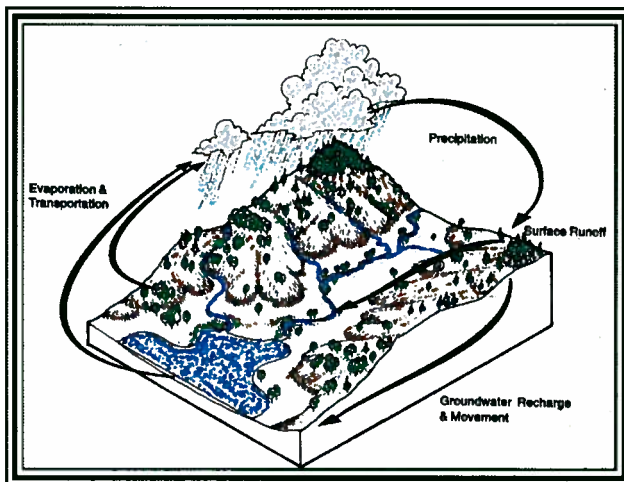 Precipitation
Evaporation &
Transportation
Surface Runoff
Groundwater Recharge
& Movement